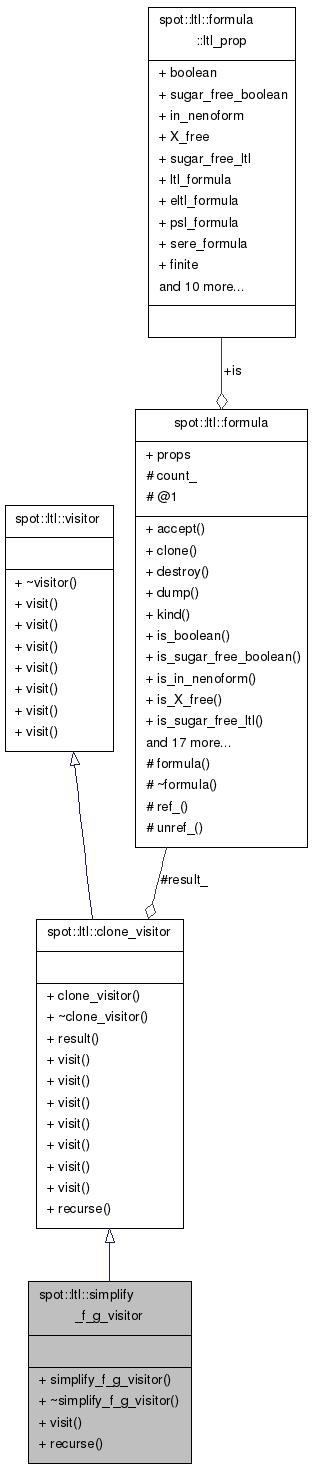 spot::ltl::formula
::ltl_prop
+ boolean
+ sugar_free_boolean
+ in_nenoform
+ X_free
+ sugar_free_ltl
+ ltl_formula
+ eltl_formula
+ psl_formula
+ sere_formula
+ finite
and 10 more...
+is
spot::ltl::formula
+ props
# count_
# @1
+ accept()
+ clone()
+ destroy()
+ dump()
+ kind()
+ is_boolean()
+ is_sugar_free_boolean()
+ is_in_nenoform()
+ is_X_free()
+ is_sugar_free_ltl()
and 17 more...
# formula()
# ~formula()
# ref_()
# unref_()
spot::ltl::visitor
+ ~visitor()
+ visit()
+ visit()
+ visit()
+ visit()
+ visit()
+ visit()
+ visit()
#result_
spot::ltl::clone_visitor
+ clone_visitor()
+ ~clone_visitor()
+ result()
+ visit()
+ visit()
+ visit()
+ visit()
+ visit()
+ visit()
+ visit()
+ recurse()
spot::ltl::simplify
_f_g_visitor
+ simplify_f_g_visitor()
+ ~simplify_f_g_visitor()
+ visit()
+ recurse()